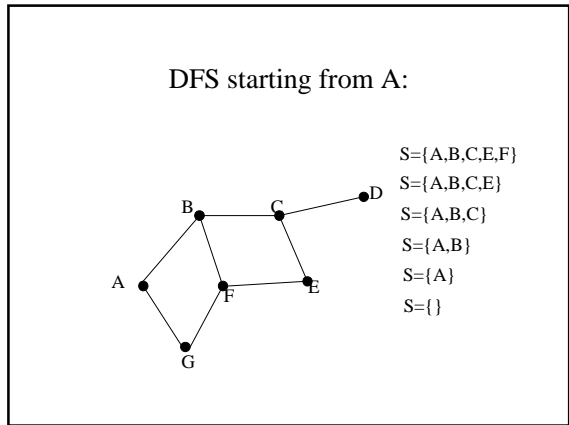 DFS starting from A:
S={A,B,C,E,F}
S={A,B,C,E}
S={A,B,C}
S={A,B}
S={A}
S={}
D
B
C
A
F
E
G